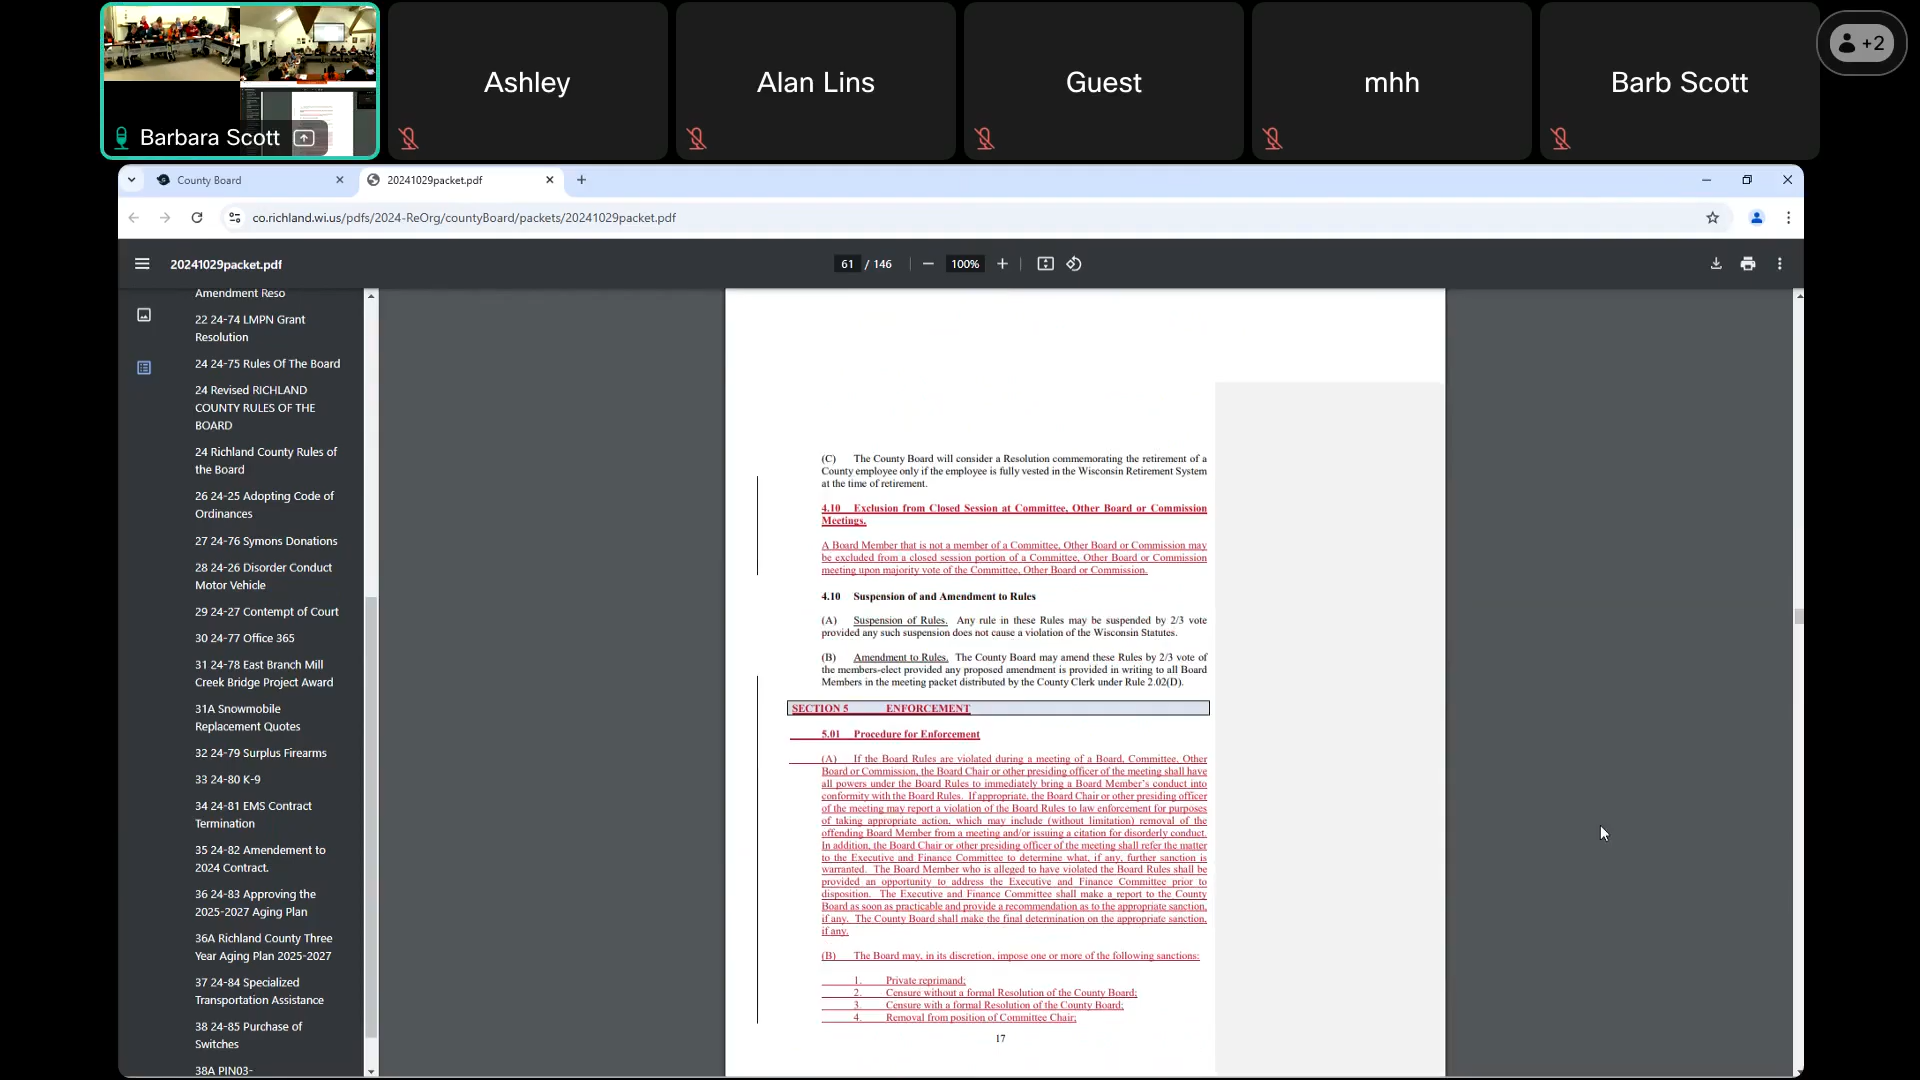 Barbara Scott
Ashley
Alan Lins
Guest
mhh
Barb Scott
+2
County Board
20241029packet.pdf
co.richland.wi.us/pdfs/2024-ReOrg/countyBoard/packets/20241029packet.pdf
20241029packet.pdf
61 / 146
100%
Amendment Reso
22 24-74 LMPN Grant
Resolution
24 24-75 Rules Of The Board
24 Revised RICHLAND
COUNTY RULES OF THE
BOARD
24 Richland County Rules of
the Board
26 24-25 Adopting Code of
Ordinances
27 24-76 Symons Donations
28 24-26 Disorder Conduct
Motor Vehicle
29 24-27 Contempt of Court
30 24-77 Office 365
31 24-78 East Branch Mill
Creek Bridge Project Award
31A Snowmobile
Replacement Quotes
32 24-79 Surplus Firearms
33 24-80 K-9
34 24-81 EMS Contract
Termination
35 24-82 Amendement to
2024 Contract.
36 24-83 Approving the
2025-2027 Aging Plan
36A Richland County Three
Year Aging Plan 2025-2027
37 24-84 Specialized
Transportation Assistance
38 24-85 Purchase of
Switches
38A PIN03-
(C) The County Board will consider a Resolution commemorating the retirement of a
County employee only if the employee is fully vested in the Wisconsin Retirement System
at the time of retirement.
4.10 Exclusion from Closed Session at Committee, Other Board or Commission
Meetings.
A Board Member that is not a member of a Committee, Other Board or Commission may
be excluded from a closed session portion of a Committee, Other Board or Commission
meeting upon majority vote of the Committee, Other Board or Commission.
4.10 Suspension of and Amendment to Rules
(A) Suspension of Rules. Any rule in these Rules may be suspended by 2/3 vote
provided any such suspension does not cause a violation of the Wisconsin Statutes.
(B) Amendment to Rules. The County Board may amend these Rules by 2/3 vote of
the members-elect provided any proposed amendment is provided in writing to all Board
Members in the meeting packet distributed by the County Clerk under Rule 2.02(D).
SECTION 5 ENFORCEMENT
5.01 Procedure for Enforcement
(A) If the Board Rules are violated during a meeting of a Board, Committee, Other
Board or Commission, the Board Chair or other presiding officer of the meeting shall have
all powers under the Board Rules to immediately bring a Board Member's conduct into
conformity with the Board Rules. If appropriate, the Board Chair or other presiding officer
of the meeting may report a violation of the Board Rules to law enforcement for purposes
of taking appropriate action, which may include (without limitation) removal of the
offending Board Member from a meeting and/or issuing a citation for disorderly conduct.
In addition, the Board Chair or other presiding officer of the meeting shall refer the matter
to the Executive and Finance Committee to determine what, if any, further sanction is
warranted. The Board Member who is alleged to have violated the Board Rules shall be
provided an opportunity to address the Executive and Finance Committee prior to
disposition. The Executive and Finance Committee shall make a report to the County
Board as soon as practicable and provide a recommendation as to the appropriate sanction,
if any. The County Board shall make the final determination on the appropriate sanction,
if any.
(B) The Board may, in its discretion, impose one or more of the following sanctions:
1. Private reprimand;
2. Censure without a formal Resolution of the County Board;
3. Censure with a formal Resolution of the County Board;
4. Removal from position of Committee Chair;
17